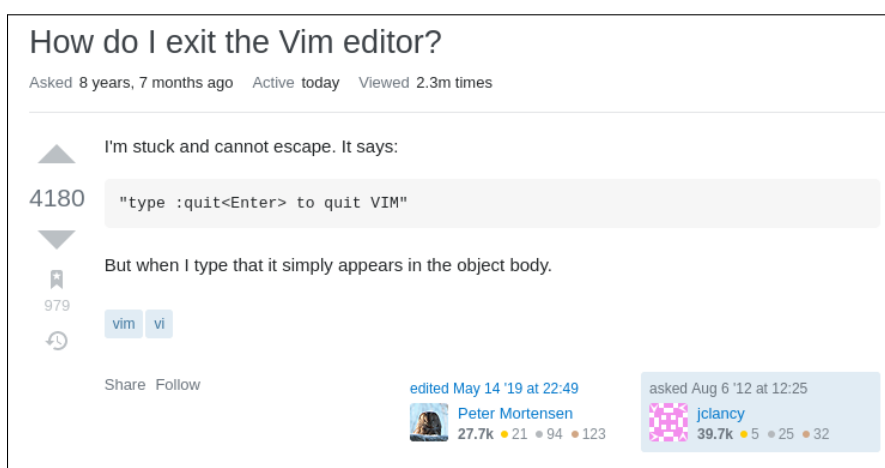 How do I exit the Vim editor?
Asked 8 years, 7 months ago Active today Viewed 2.3m times
I'm stuck and cannot escape. It says:
4180
"type :quit<Enter> to quit VIM"
But when I type that it simply appears in the object body.
979
vim vi
Share Follow
edited May 14 '19 at 22:49
Peter Mortensen
27.7k 21 94 123
asked Aug 6 '12 at 12:25
jclancy
39.7k 5 25 32